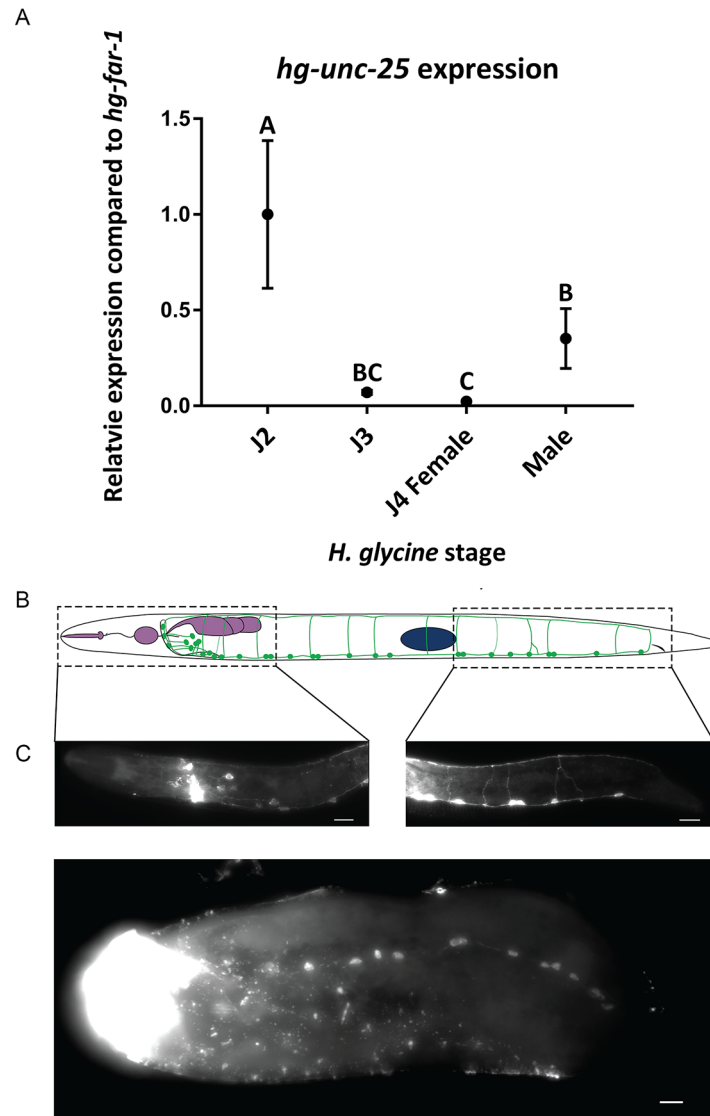 A
hg-unc-25 expression
Relatvie expression compared to hg-far-1
1.5
1.0
0.5
0.0
A
BC
C
B
J2
J3
J4 Female
Male
H. glycine stage
B
C